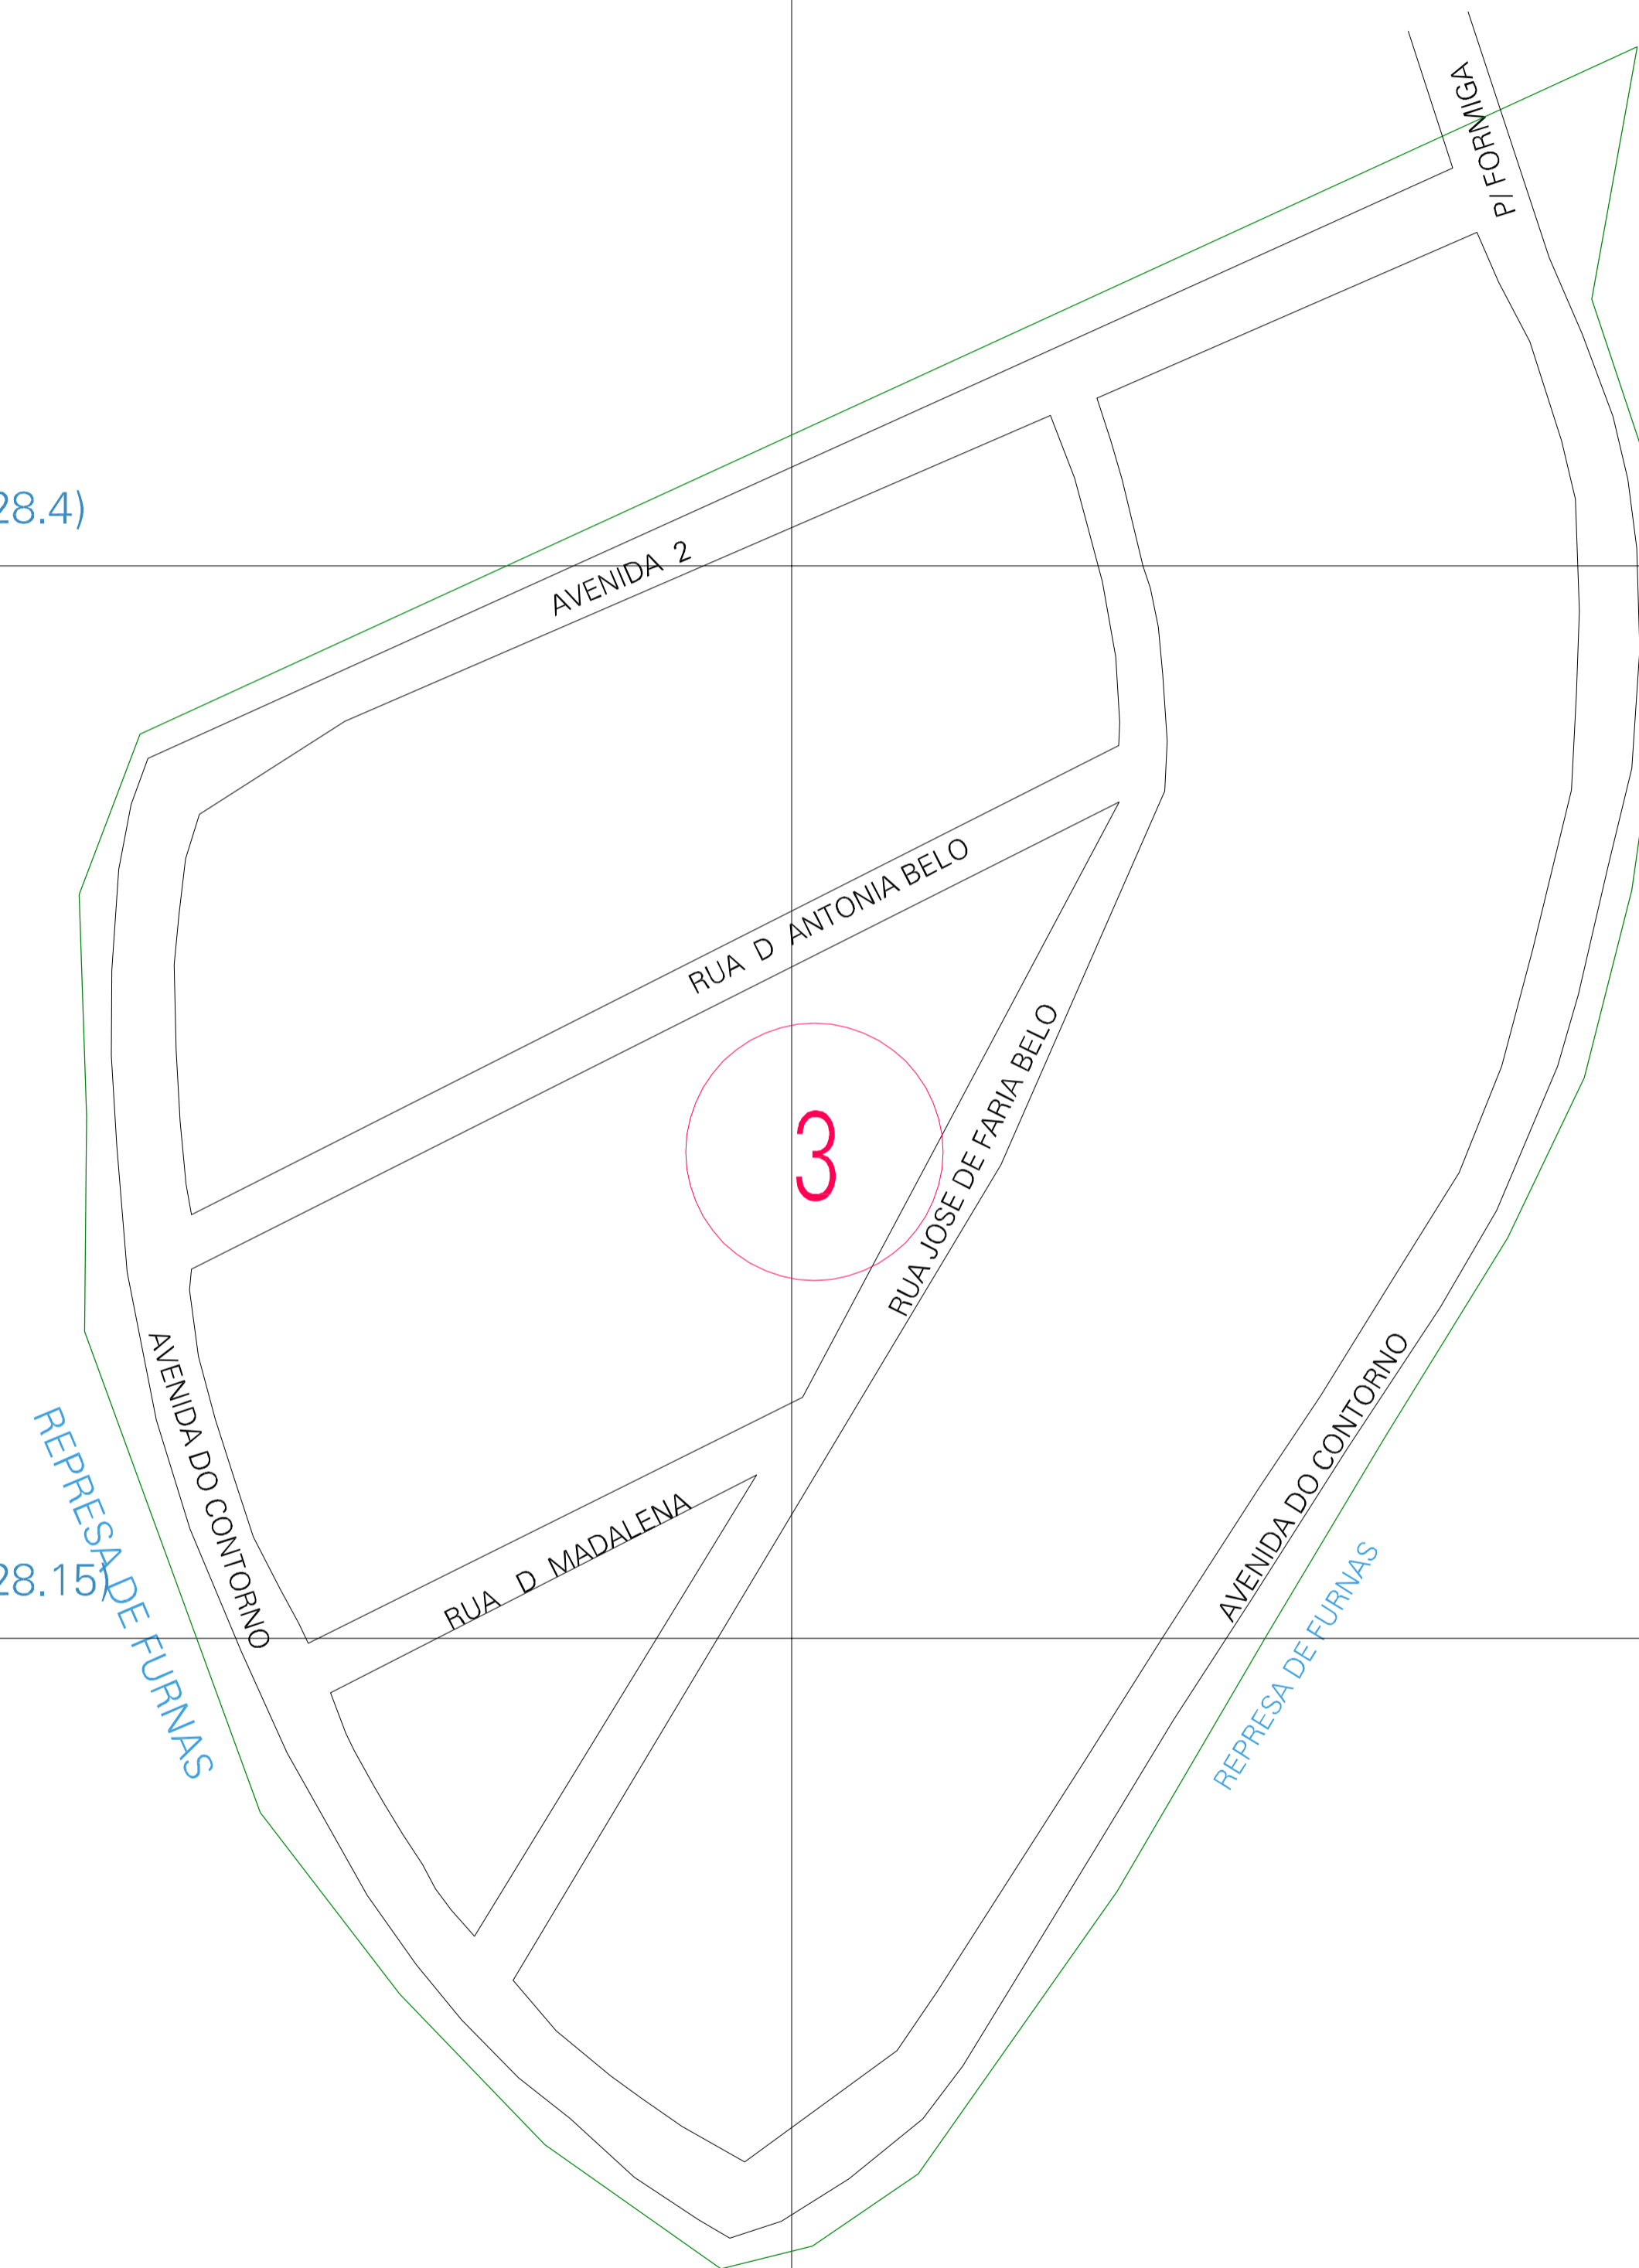 P/ FORMIGA
28.4)
AVENIDA 2
RUA D ANTONIA BELO
3
RUA JOSE DE FARIA BELO
AVENIDA DO CONTORNO
AVENIDA DO CONTORNO
REPRESA DE FURNAS
RUA D MADALENA
28.15)
REPRESA DE FURNAS